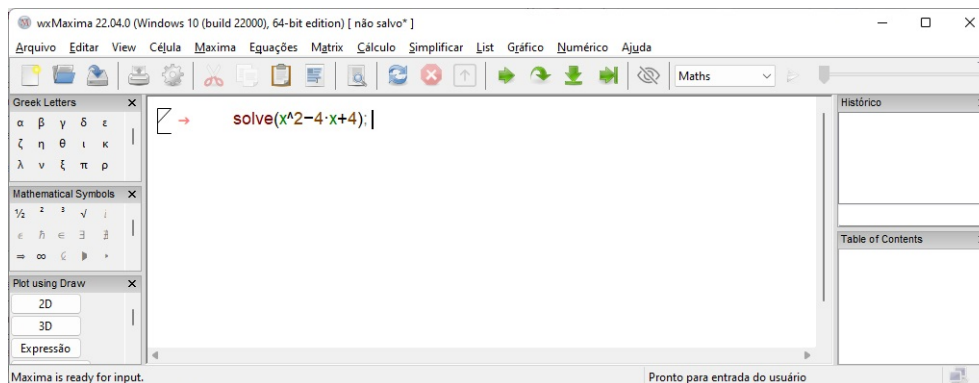 wxMaxima 22.04.0 (Windows 10 (build 22000), 64-bit edition) [ não salvo* ]
Arquivo Editar View Célula Maxima Equações Matrix Cálculo Simplificar List Gráfico Numérico Ajuda
Maths
Greek Letters
α β γ δ ε
ζ η θ ι κ
λ ν ξ π ρ
Mathematical Symbols
½ ² ³ √ i
e ℏ ∈ ∃ ∄
⇒ ∞
Plot using Draw
2D
3D
Expressão
solve(x^2−4·x+4);
Histórico
Table of Contents
Maxima is ready for input.
Pronto para entrada do usuário